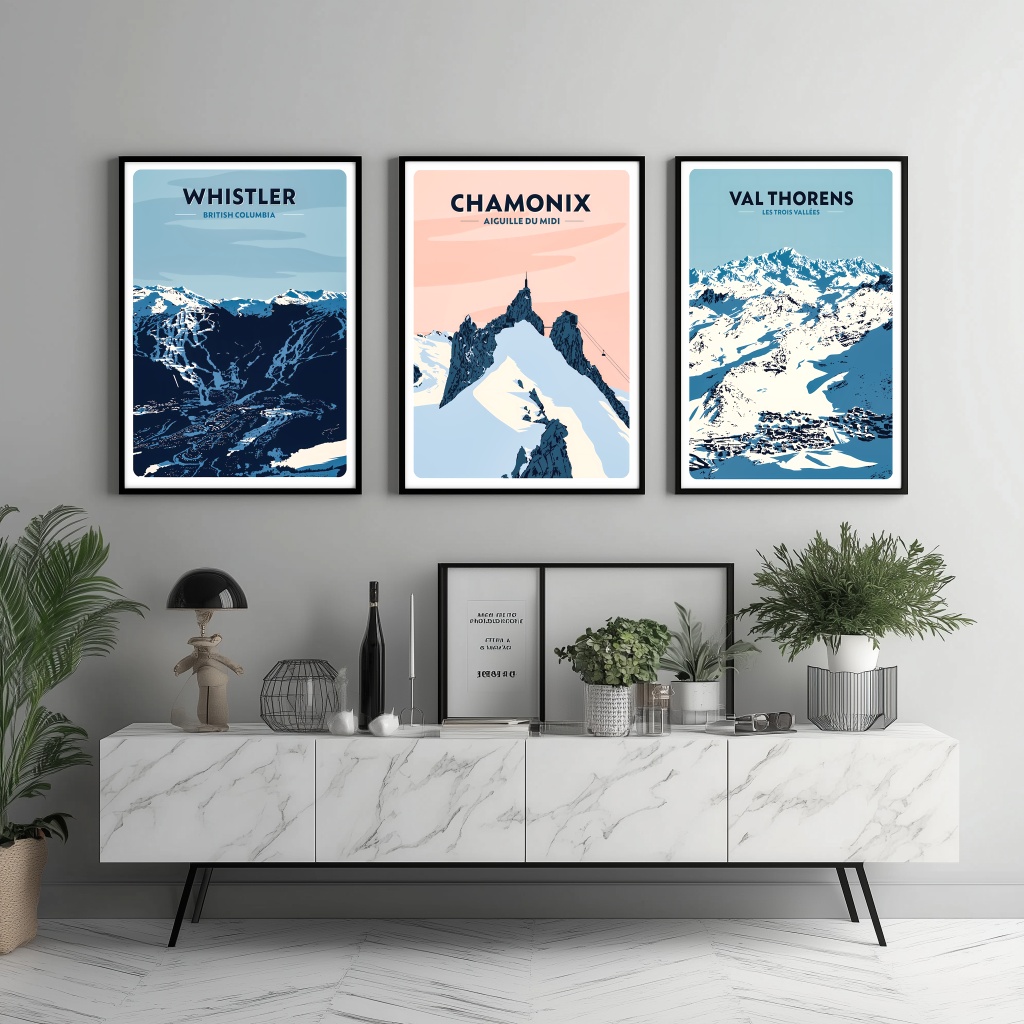 WHISTLER
BRITISH COLUMBIA
CHAMONIX
AIGUILLE DU MIDI
VAL THORENS
LES TROIS VALLÉES